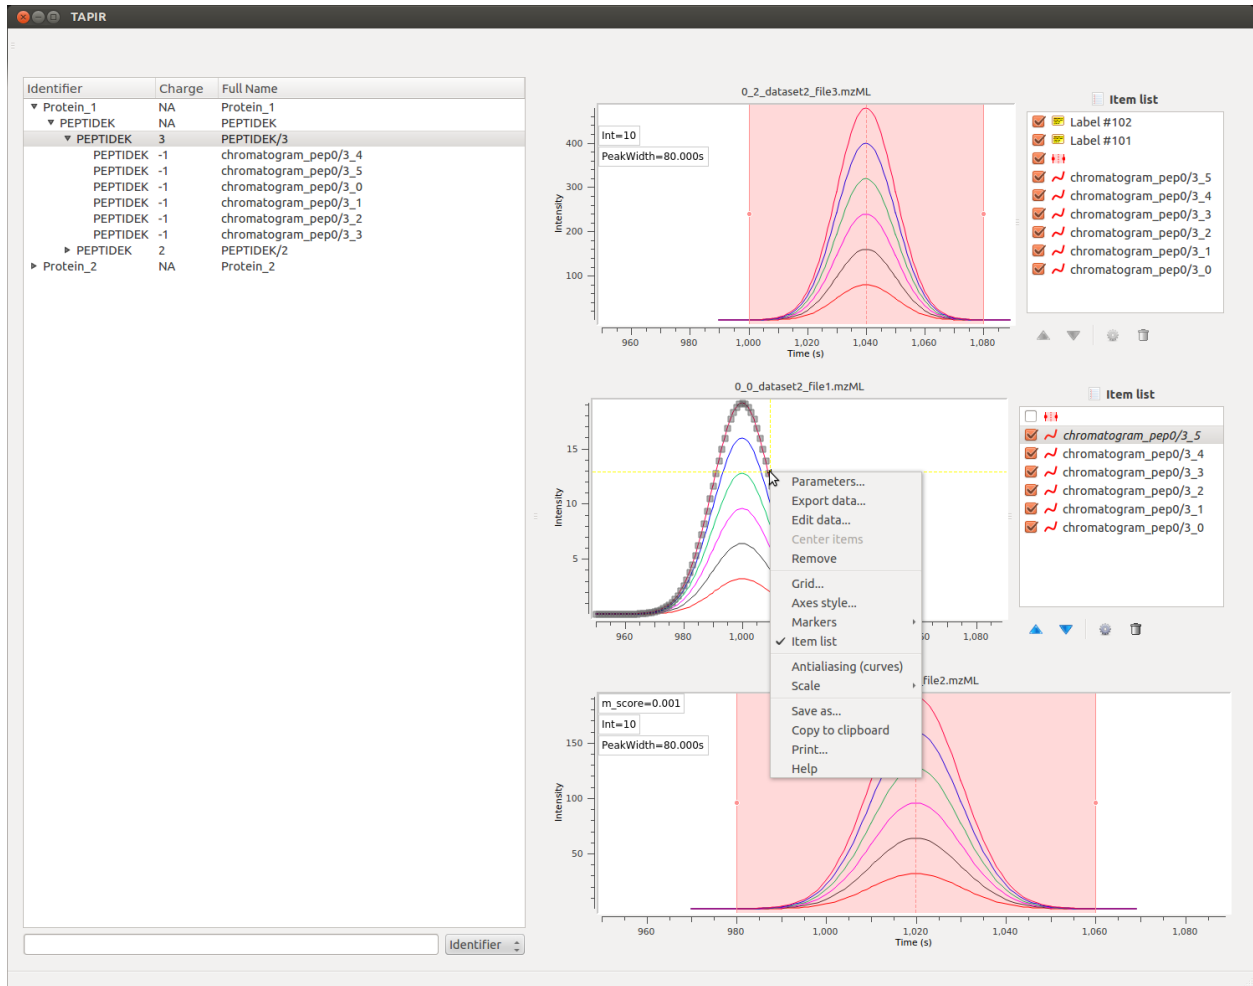 TAPIR
Identifier Charge Full Name
Protein_1 NA Protein_1
PEPTIDEK NA PEPTIDEK
PEPTIDEK 3 PEPTIDEK/3
PEPTIDEK -1 chromatogram_pep0/3_4
PEPTIDEK -1 chromatogram_pep0/3_5
PEPTIDEK -1 chromatogram_pep0/3_0
PEPTIDEK -1 chromatogram_pep0/3_1
PEPTIDEK -1 chromatogram_pep0/3_2
PEPTIDEK -1 chromatogram_pep0/3_3
PEPTIDEK 2 PEPTIDEK/2
Protein_2 NA Protein_2
Identifier
0_2_dataset2_file3.mzML
Int=10
PeakWidth=80.000s
400
300
200
100
Intensity
960 980 1,000 1,020 1,040 1,060 1,080
Time (s)
Item list
Label #102
Label #101
chromatogram_pep0/3_5
chromatogram_pep0/3_4
chromatogram_pep0/3_3
chromatogram_pep0/3_2
chromatogram_pep0/3_1
chromatogram_pep0/3_0
0_0_dataset2_file1.mzML
15
10
5
Intensity
960 980 1,000 60 1,080
Item list
chromatogram_pep0/3_5
chromatogram_pep0/3_4
chromatogram_pep0/3_3
chromatogram_pep0/3_2
chromatogram_pep0/3_1
chromatogram_pep0/3_0
Parameters...
Export data...
Edit data...
Center items
Remove
Grid...
Axes style...
Markers
Item list
Antialiasing (curves)
Scale
Save as...
Copy to clipboard
Print...
Help
file2.mzML
m_score=0.001
Int=10
PeakWidth=80.000s
150
100
50
Intensity
960 980 1,000 1,020 1,040 1,060 1,080
Time (s)